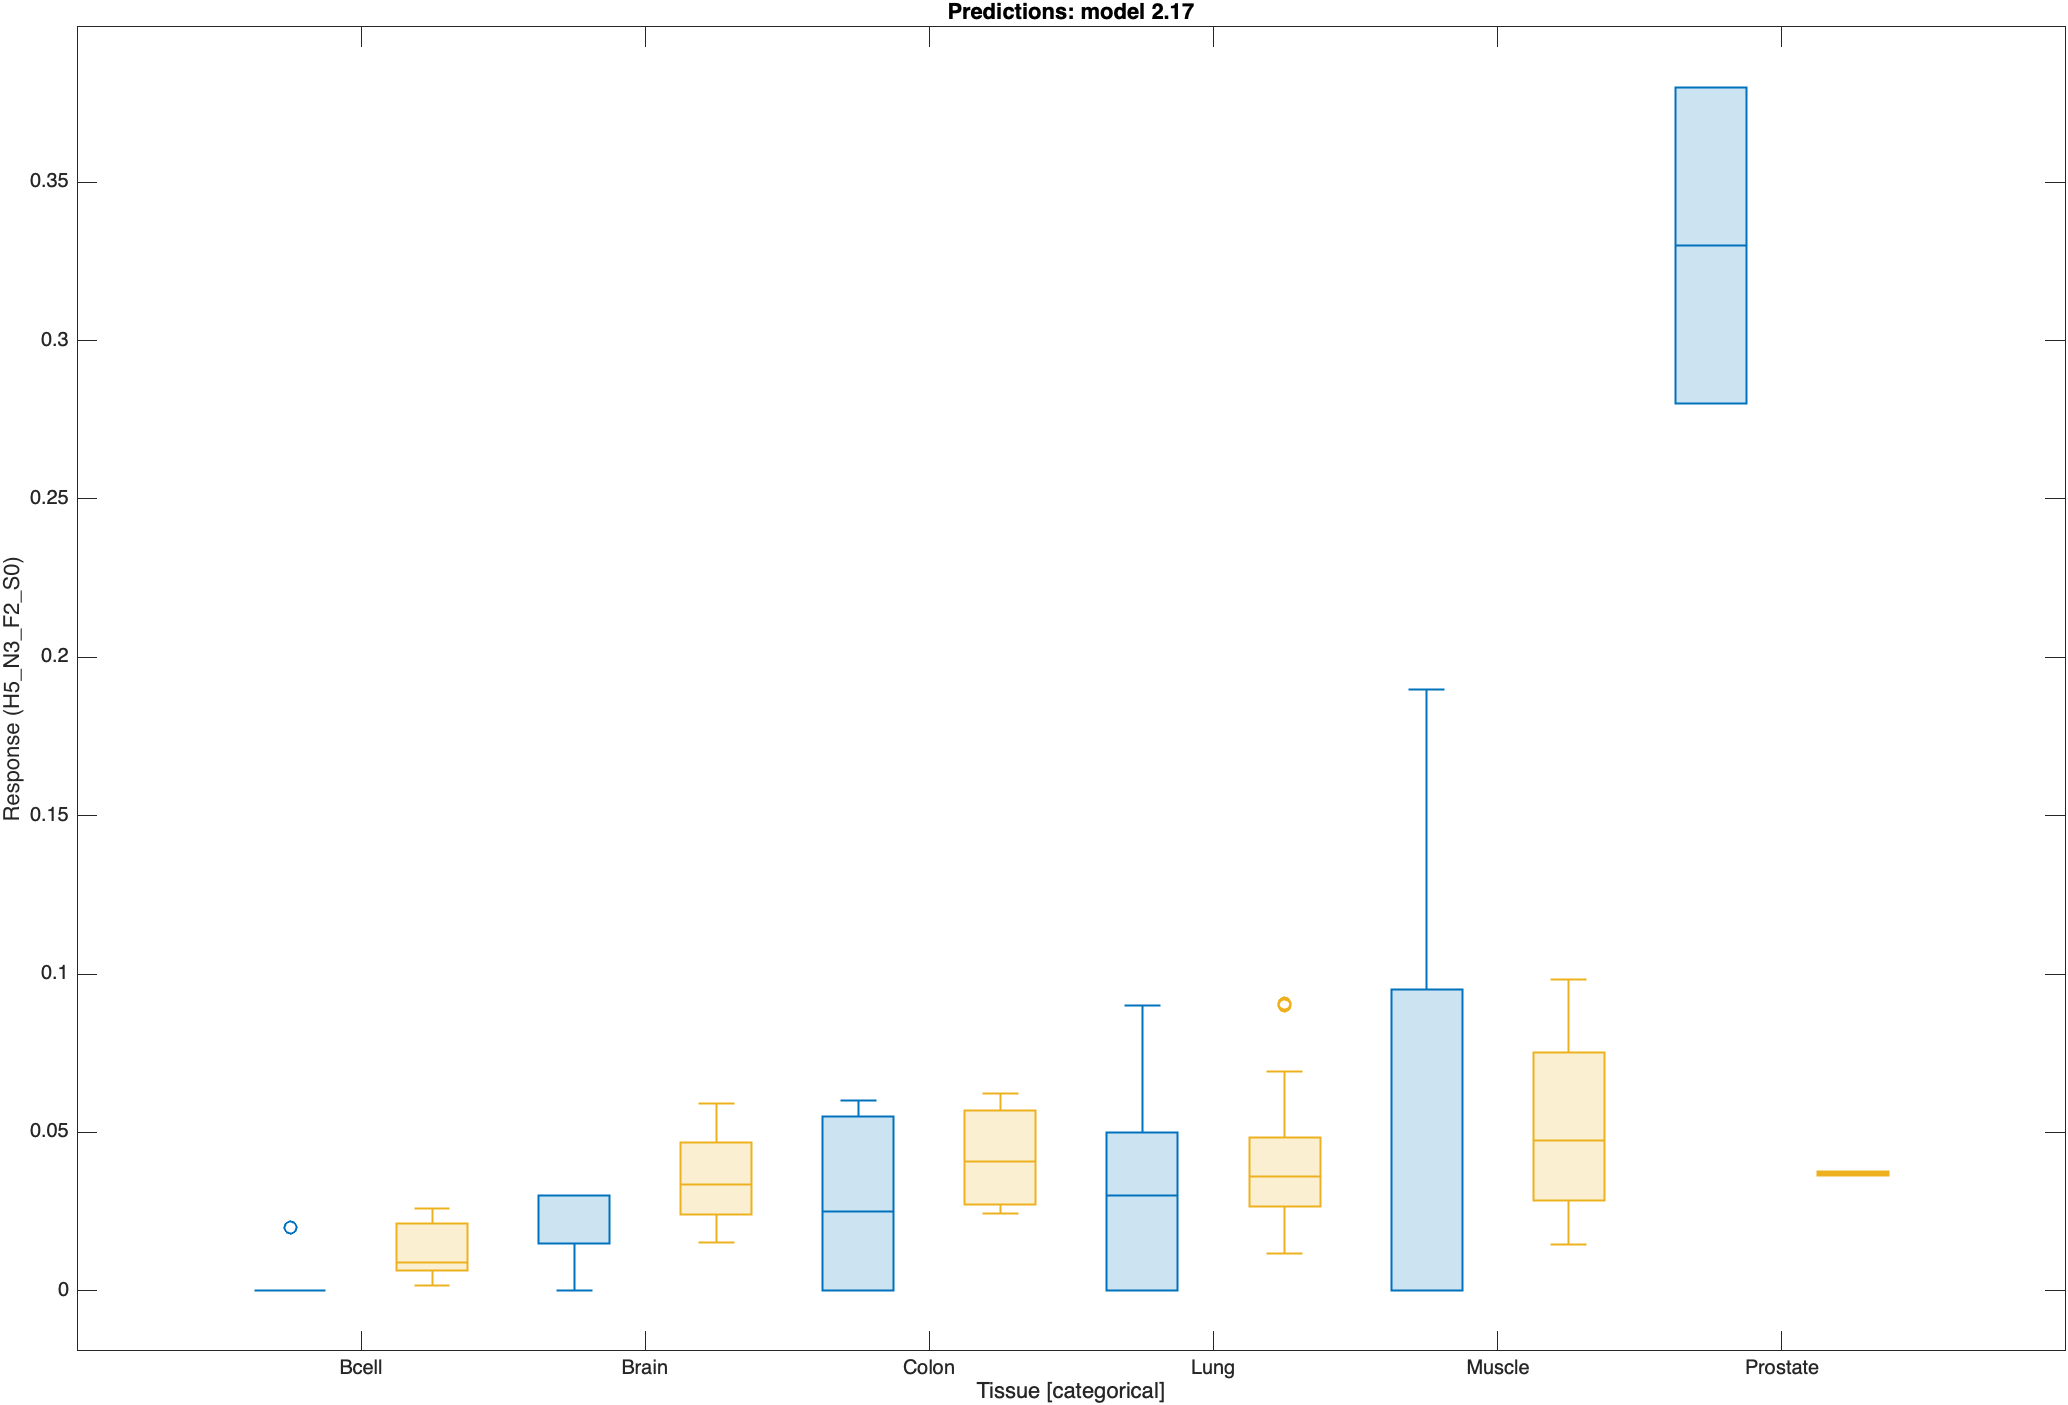 Predictions: model 2.17
0.35
0.3
0.25
0.2
0.15
0.1
0.05
0
Response (H5_N3_F2_S0)
Bcell Brain Colon Lung Muscle Prostate
Tissue [categorical]